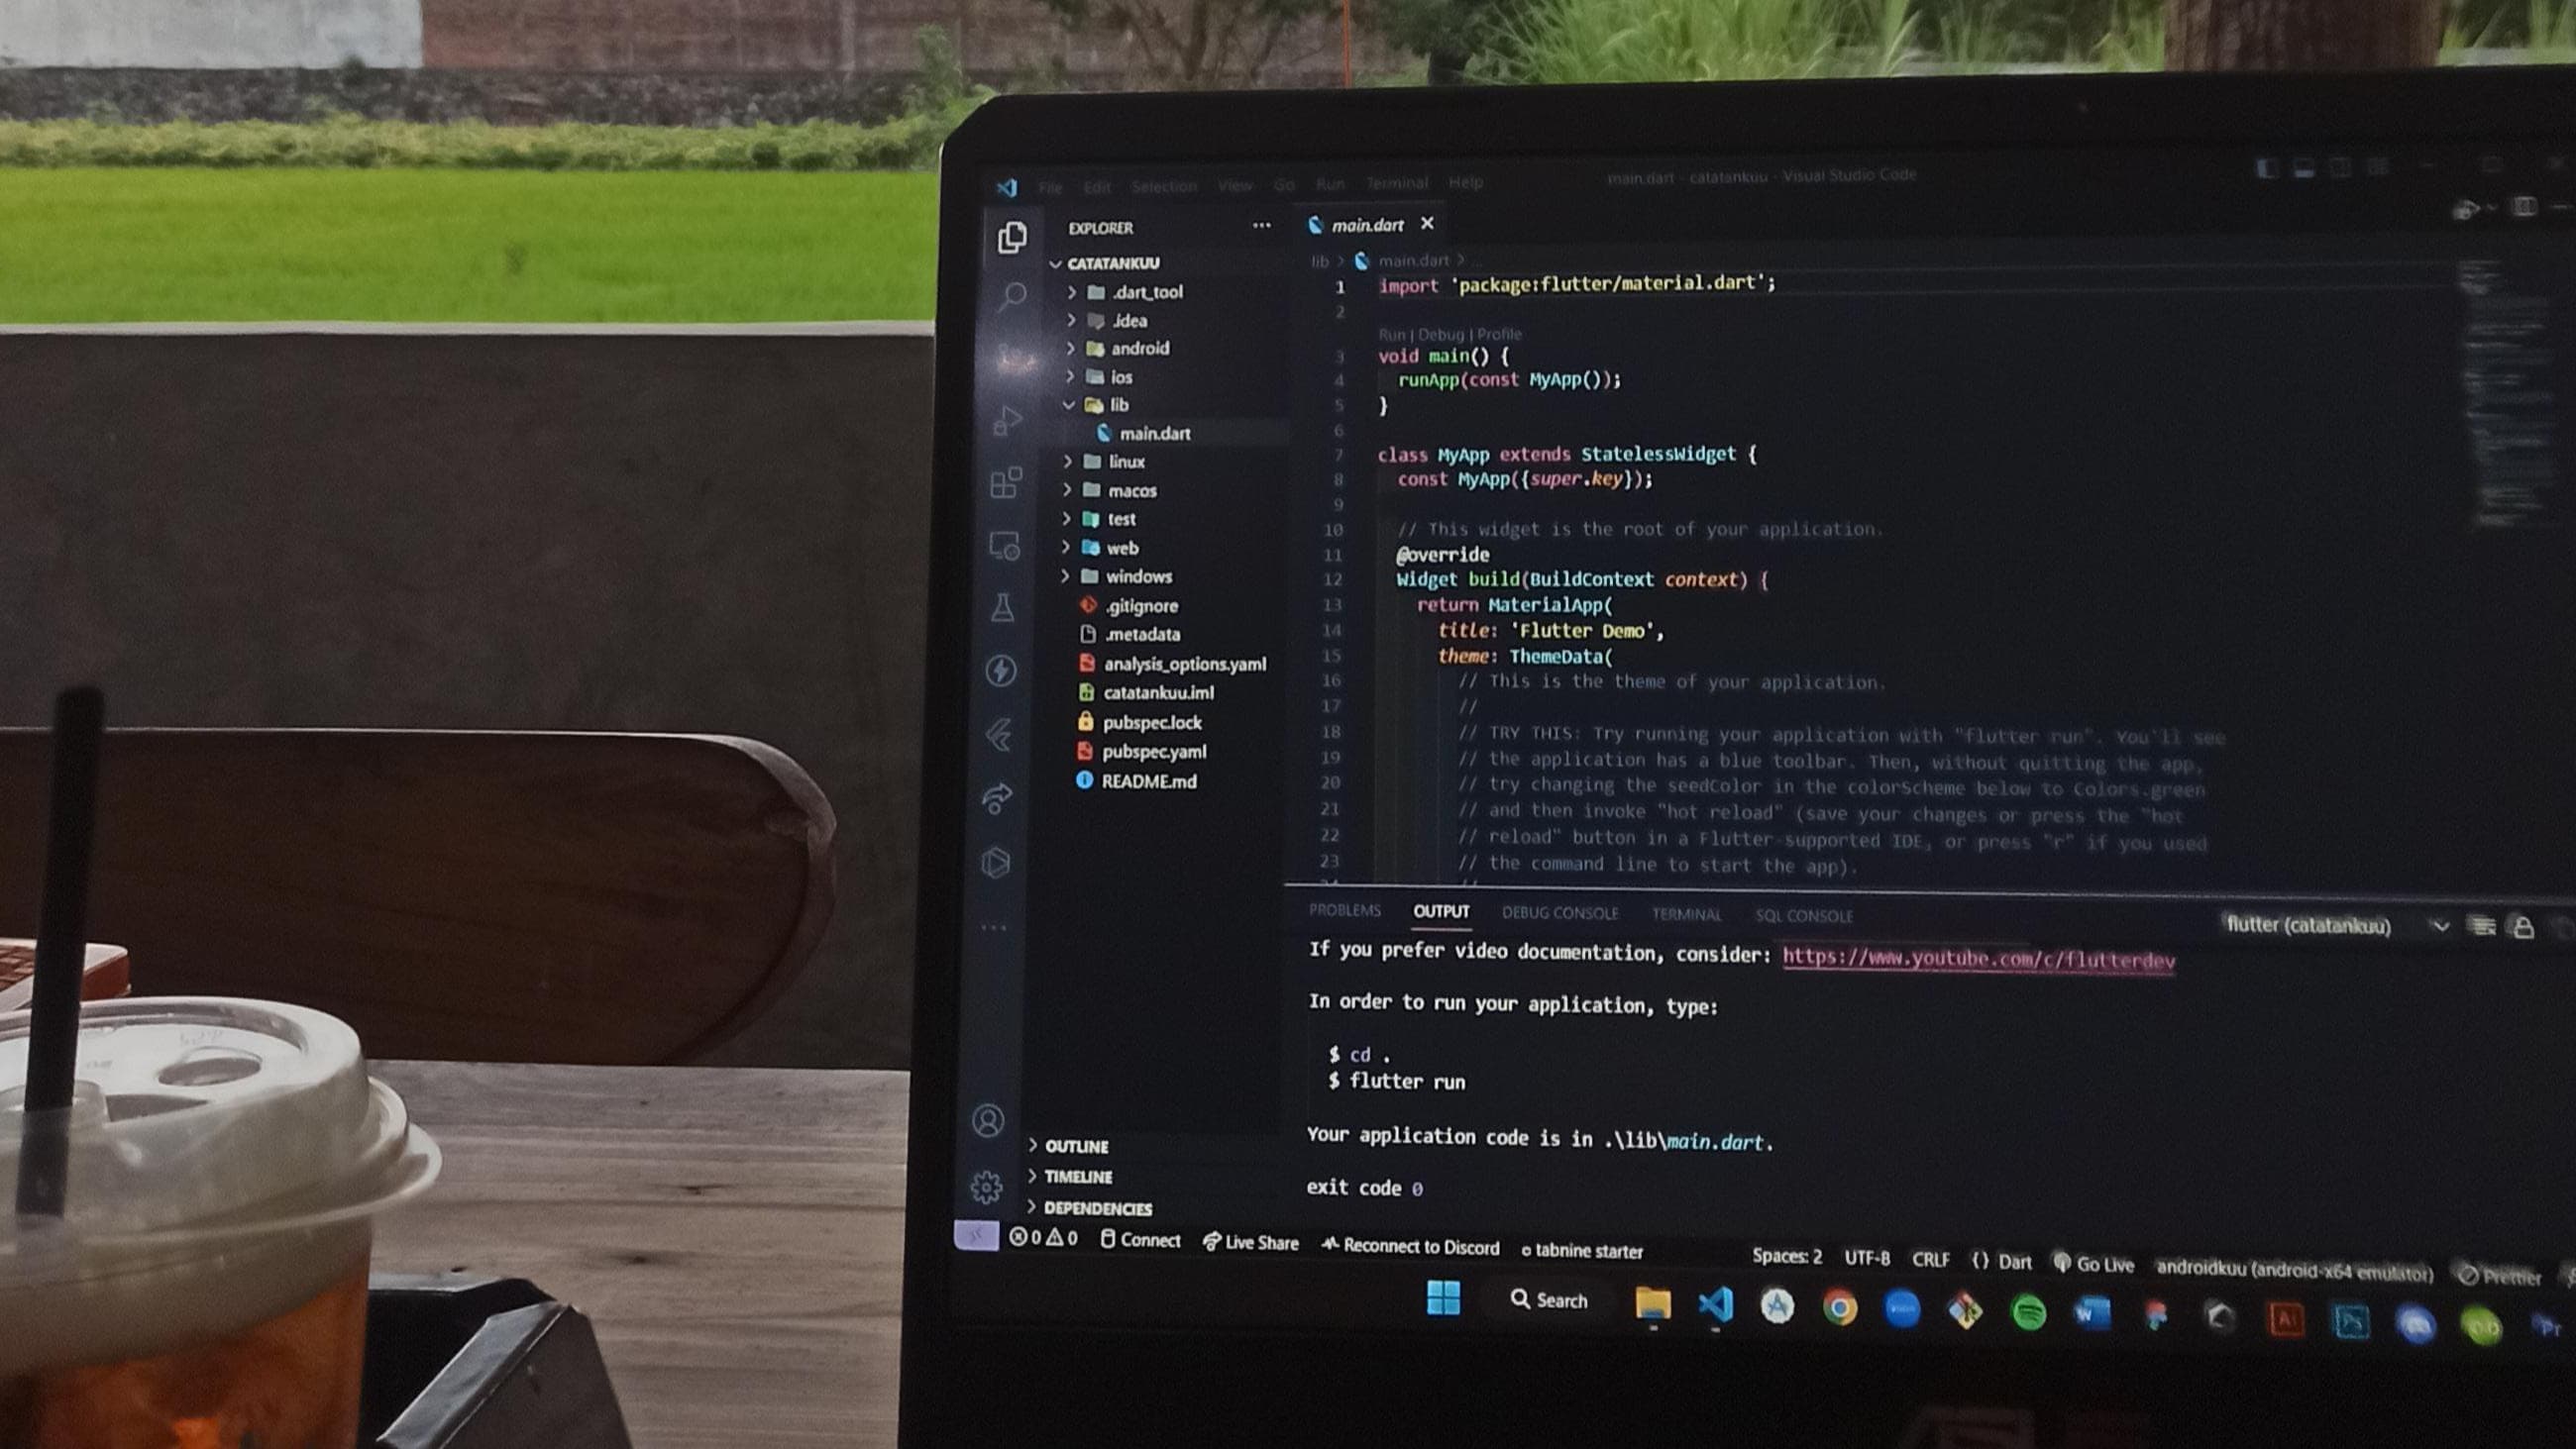 File Edit Selection View Go Run Terminal Help
main.dart - catatankuu - Visual Studio Code
EXPLORER
CATATANKUU
.dart_tool
.idea
android
ios
lib
main.dart
linux
macos
test
web
windows
.gitignore
.metadata
analysis_options.yaml
catatankuu.iml
pubspec.lock
pubspec.yaml
README.md
OUTLINE
TIMELINE
DEPENDENCIES
main.dart
lib > main.dart > ...
1 import 'package:flutter/material.dart';
2
Run | Debug | Profile
3 void main() {
4 runApp(const MyApp());
5 }
6
7 class MyApp extends StatelessWidget {
8 const MyApp({super.key});
9
10 // This widget is the root of your application.
11 @override
12 Widget build(BuildContext context) {
13 return MaterialApp(
14 title: 'Flutter Demo',
15 theme: ThemeData(
16 // This is the theme of your application.
17 //
18 // TRY THIS: Try running your application with "flutter run". You'll see
19 // the application has a blue toolbar. Then, without quitting the app,
20 // try changing the seedColor in the colorScheme below to Colors.green
21 // and then invoke "hot reload" (save your changes or press the "hot
22 // reload" button in a Flutter-supported IDE, or press "r" if you used
23 // the command line to start the app).
PROBLEMS OUTPUT DEBUG CONSOLE TERMINAL SQL CONSOLE
flutter (catatankuu)
If you prefer video documentation, consider: https://www.youtube.com/c/flutterdev
In order to run your application, type:
$ cd .
$ flutter run
Your application code is in .\lib\main.dart.
exit code 0
0 0 Connect Live Share Reconnect to Discord tabnine starter
Spaces: 2 UTF-8 CRLF {} Dart Go Live androidkuu (android-x64 emulator) Prettier
Search
W
Ai
Ps
Pr